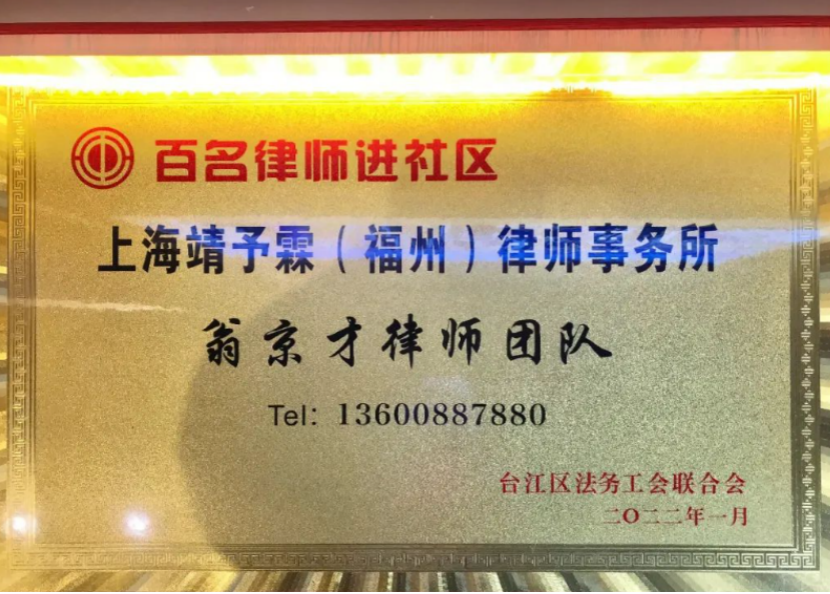 百名律师进社区
上海靖予霖（福州）律师事务所
翁京才律师团队
Tel: 13600887880
台江区法务工会联合会
二〇二二年一月